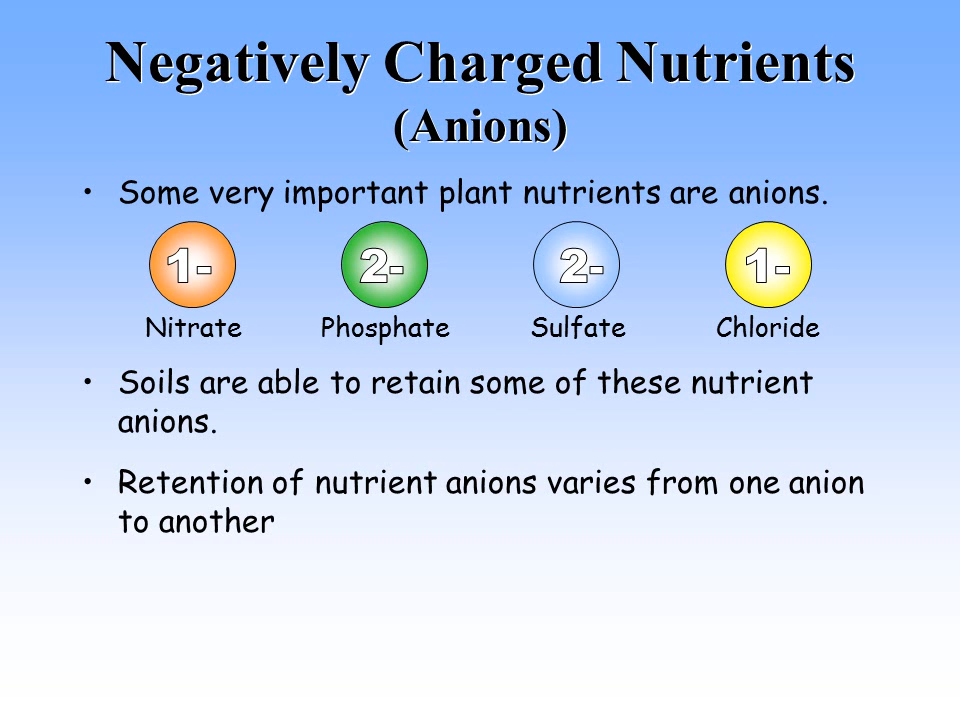 Negatively Charged Nutrients
(Anions)
• Some very important plant nutrients are anions.
1- 2- 2- 1-
Nitrate Phosphate Sulfate Chloride
• Soils are able to retain some of these nutrient
anions.
• Retention of nutrient anions varies from one anion
to another